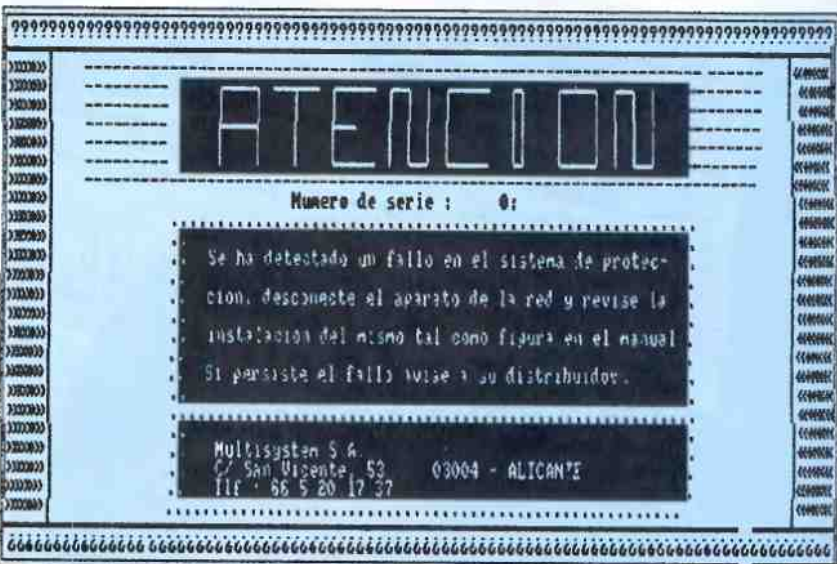 ATENCION
Numero de serie : 0:
Se ha detectado un fallo en el sistema de protec-
cion, desconecte el aparato de la red y revise la
instalacion del mismo tal como figura en el manual
Si persiste el fallo avise a su distribuidor.
Multisystem S.A.
C/ San Vicente, 53 03004 - ALICANTE
Tlf : 66 5 20 17 37